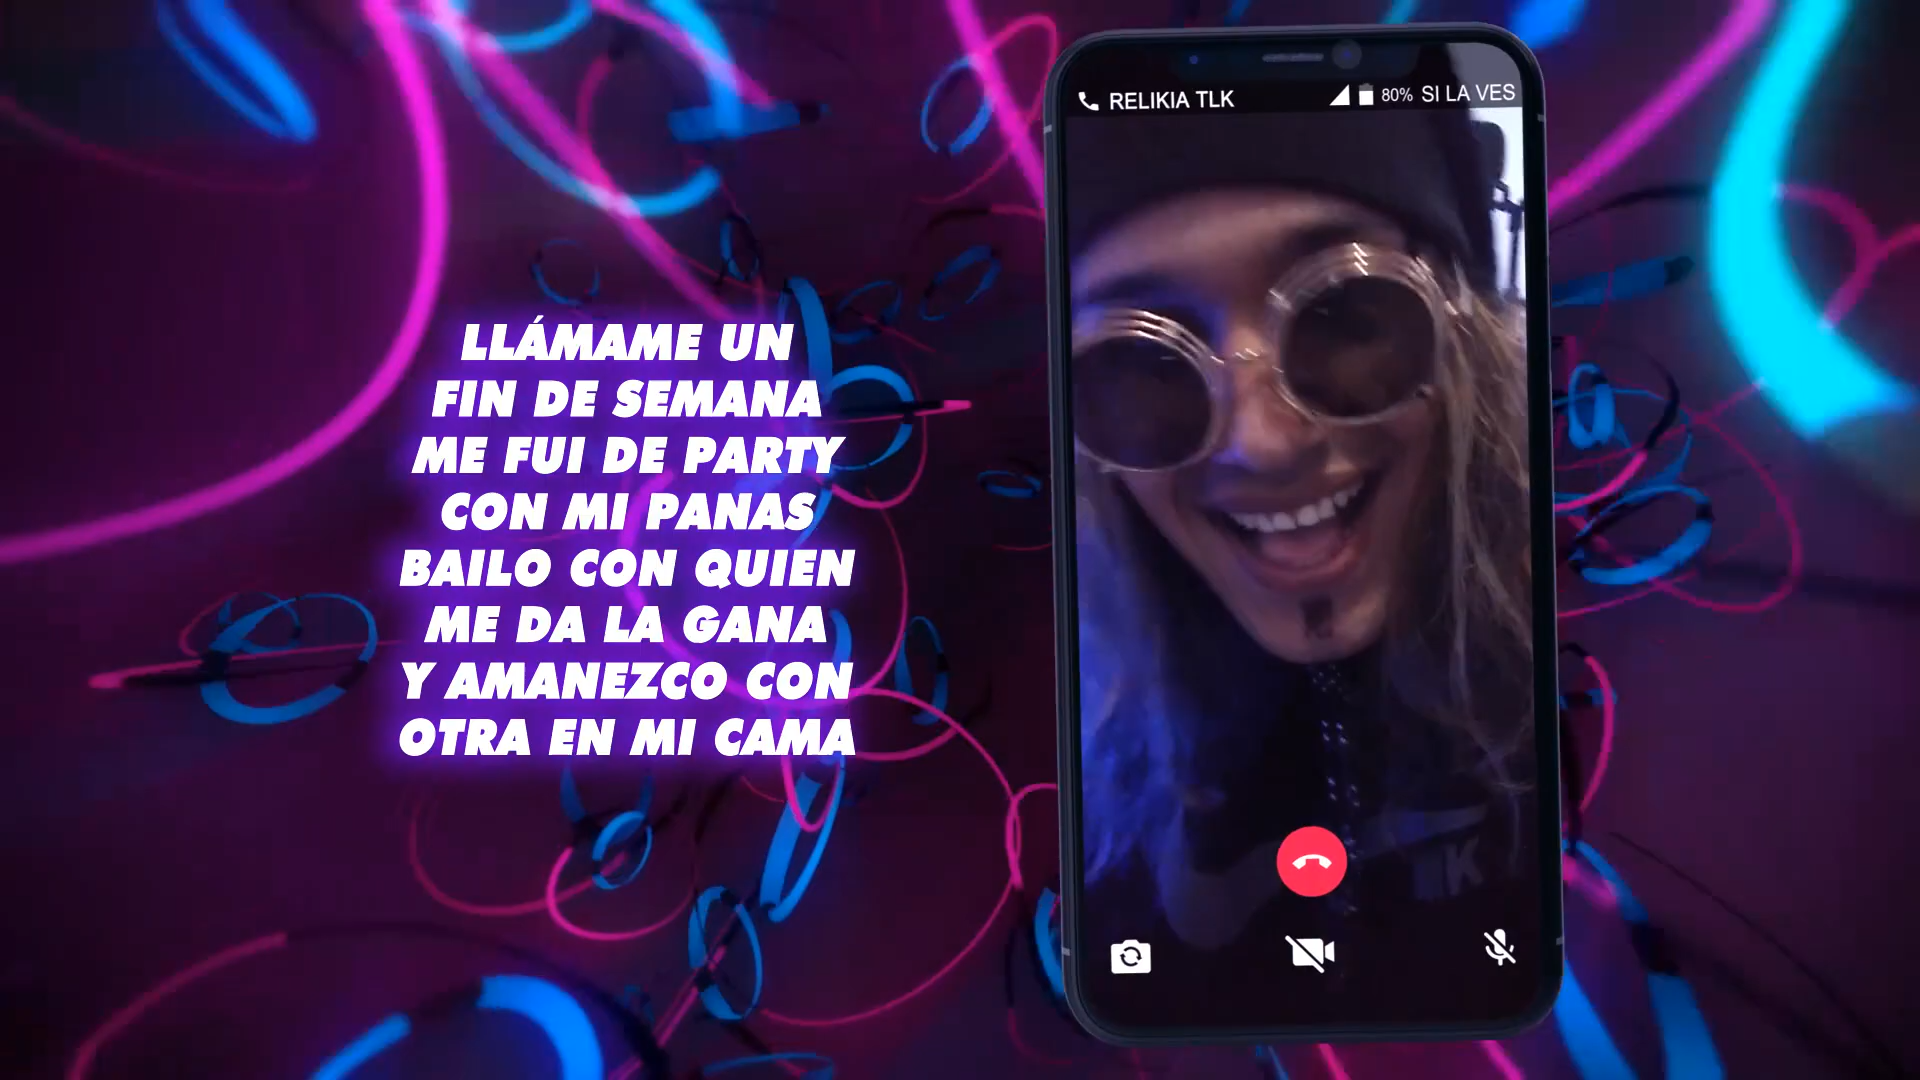 LLÁMAME UN
FIN DE SEMANA
ME FUI DE PARTY
CON MI PANAS
BAILO CON QUIEN
ME DA LA GANA
Y AMANEZCO CON
OTRA EN MI CAMA
RELIKIA TLK
80% SI LA VES